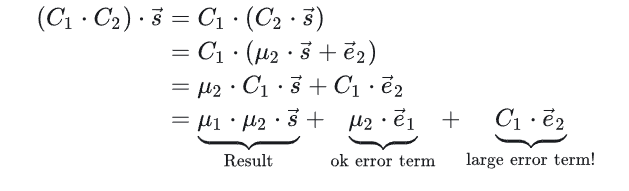 (C₁ · C₂) · s⃗ = C₁ · (C₂ · s⃗)
= C₁ · (μ₂ · s⃗ + e⃗₂)
= μ₂ · C₁ · s⃗ + C₁ · e⃗₂
= μ₁ · μ₂ · s⃗ + μ₂ · e⃗₁ + C₁ · e⃗₂
Result ok error term large error term!